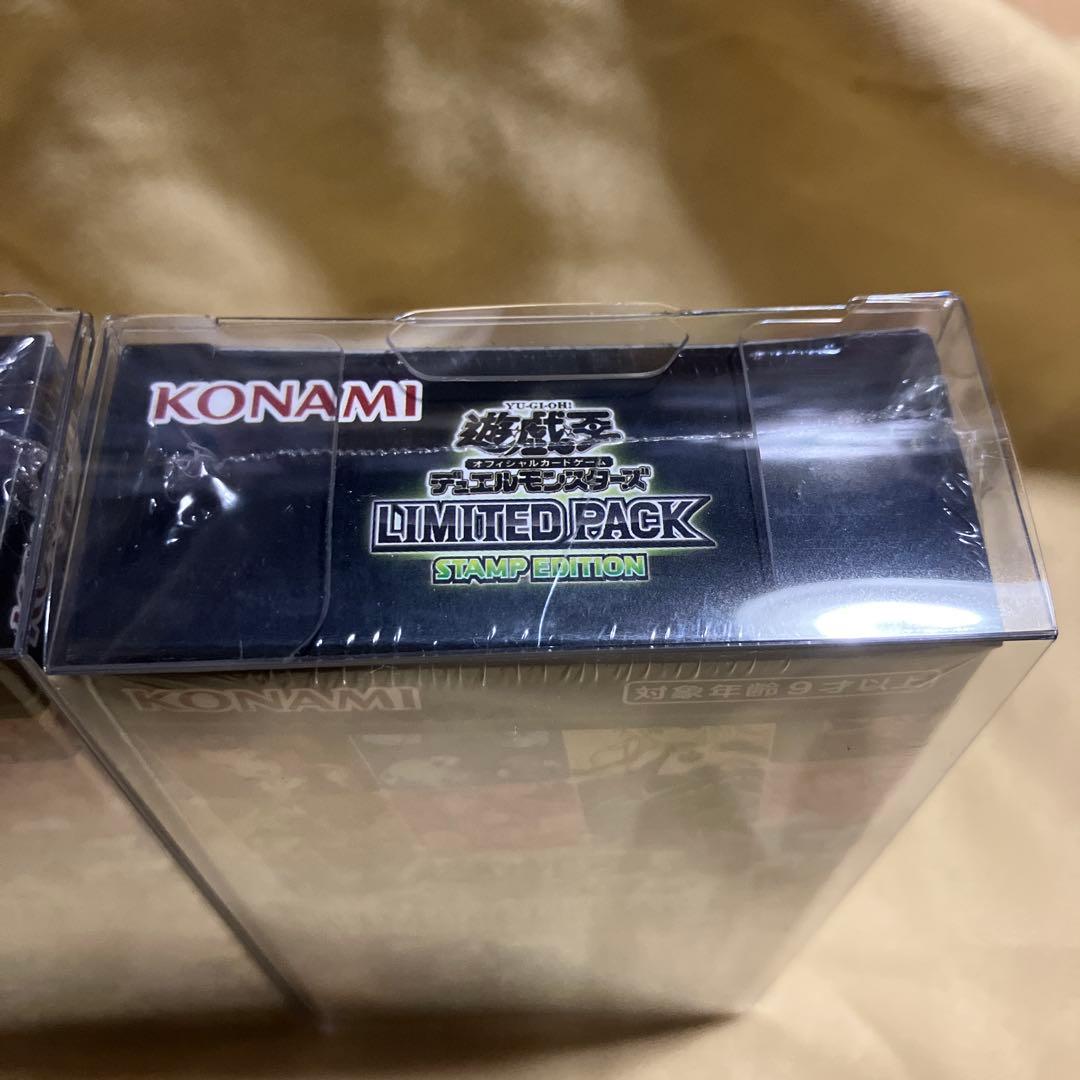 KONAMI
YU-GI-OH!
遊戯王
オフィシャルカードゲーム
デュエルモンスターズ
LIMITED PACK
STAMP EDITION
KONAMI
対象年齢9才以上